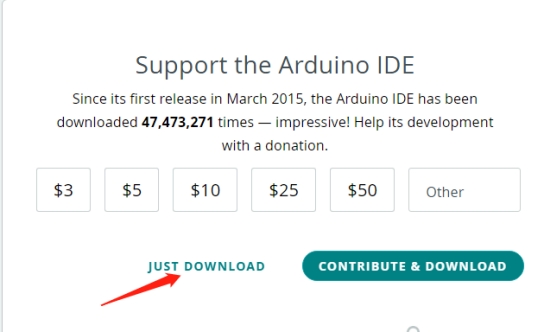 Support the Arduino IDE
Since its first release in March 2015, the Arduino IDE has been
downloaded 47,473,271 times — impressive! Help its development
with a donation.
$3 $5 $10 $25 $50 Other
JUST DOWNLOAD CONTRIBUTE & DOWNLOAD